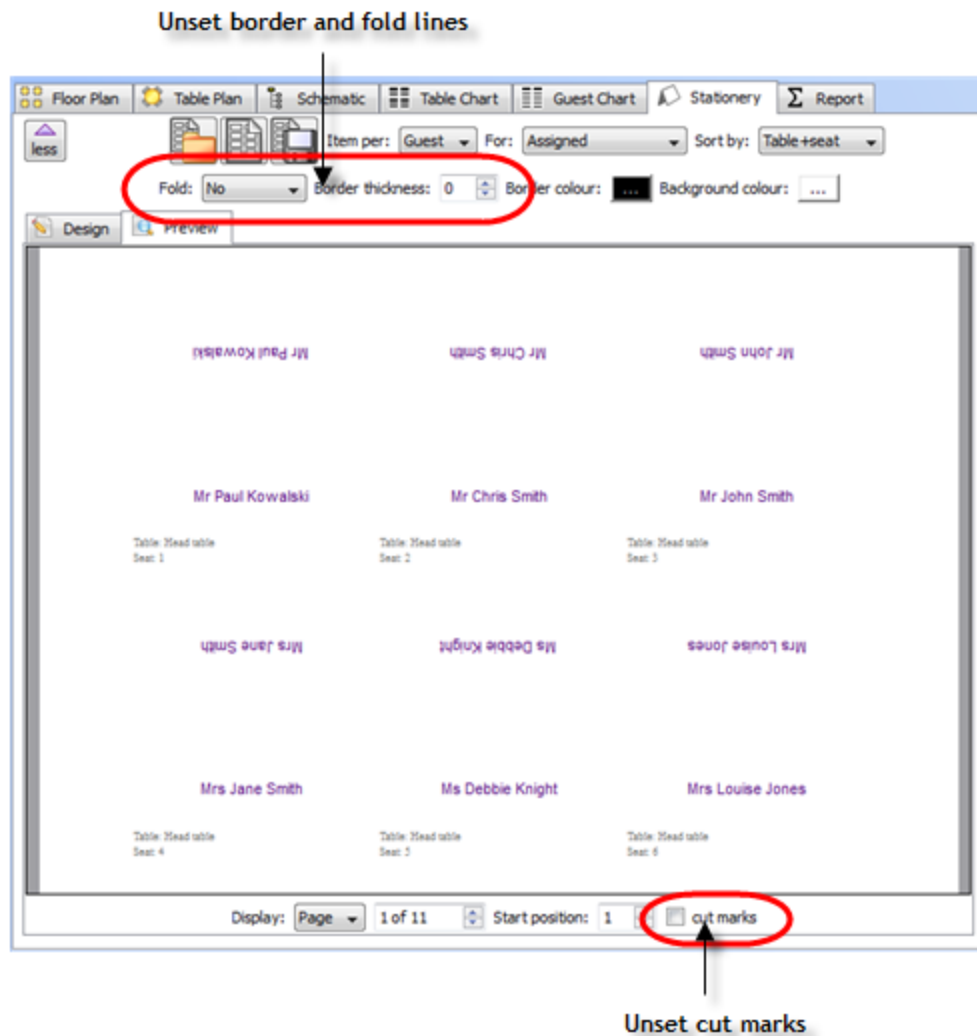 Unset border and fold lines
Floor Plan Table Plan Schematic Table Chart Guest Chart Stationery Σ Report
less Item per: Guest For: Assigned Sort by: Table+seat
Fold: No Border thickness: 0 Border colour: ... Background colour: ...
Design Preview
Mr Paul Kowalski Mr Chris Smith Mr John Smith
Mr Paul Kowalski Mr Chris Smith Mr John Smith
Table: Head table Table: Head table Table: Head table
Seat: 1 Seat: 2 Seat: 3
Mrs Jane Smith Ms Debbie Knight Mrs Louise Jones
Mrs Jane Smith Ms Debbie Knight Mrs Louise Jones
Table: Head table Table: Head table Table: Head table
Seat: 4 Seat: 5 Seat: 6
Display: Page 1 of 11 Start position: 1 cut marks
Unset cut marks